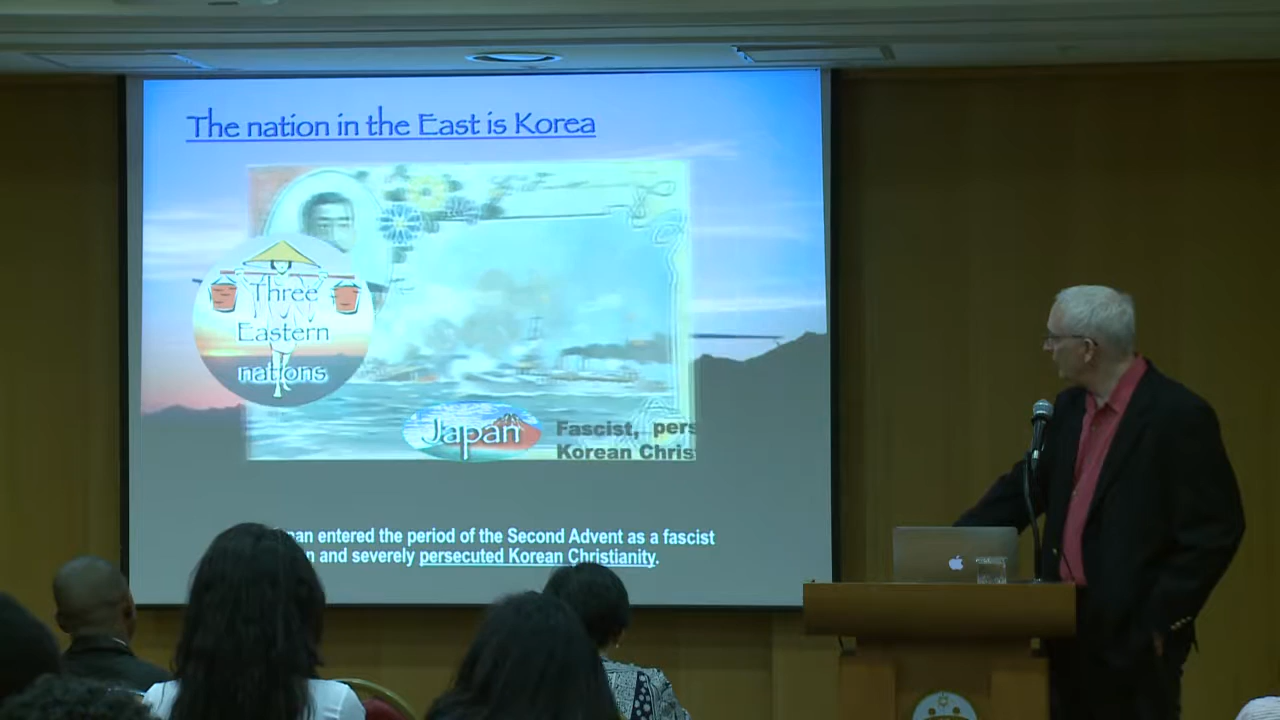 The nation in the East is Korea
Three
Eastern
nations
Japan
Fascist, pers
Korean Chris
entered the period of the Second Advent as a fascist
and severely persecuted Korean Christianity.